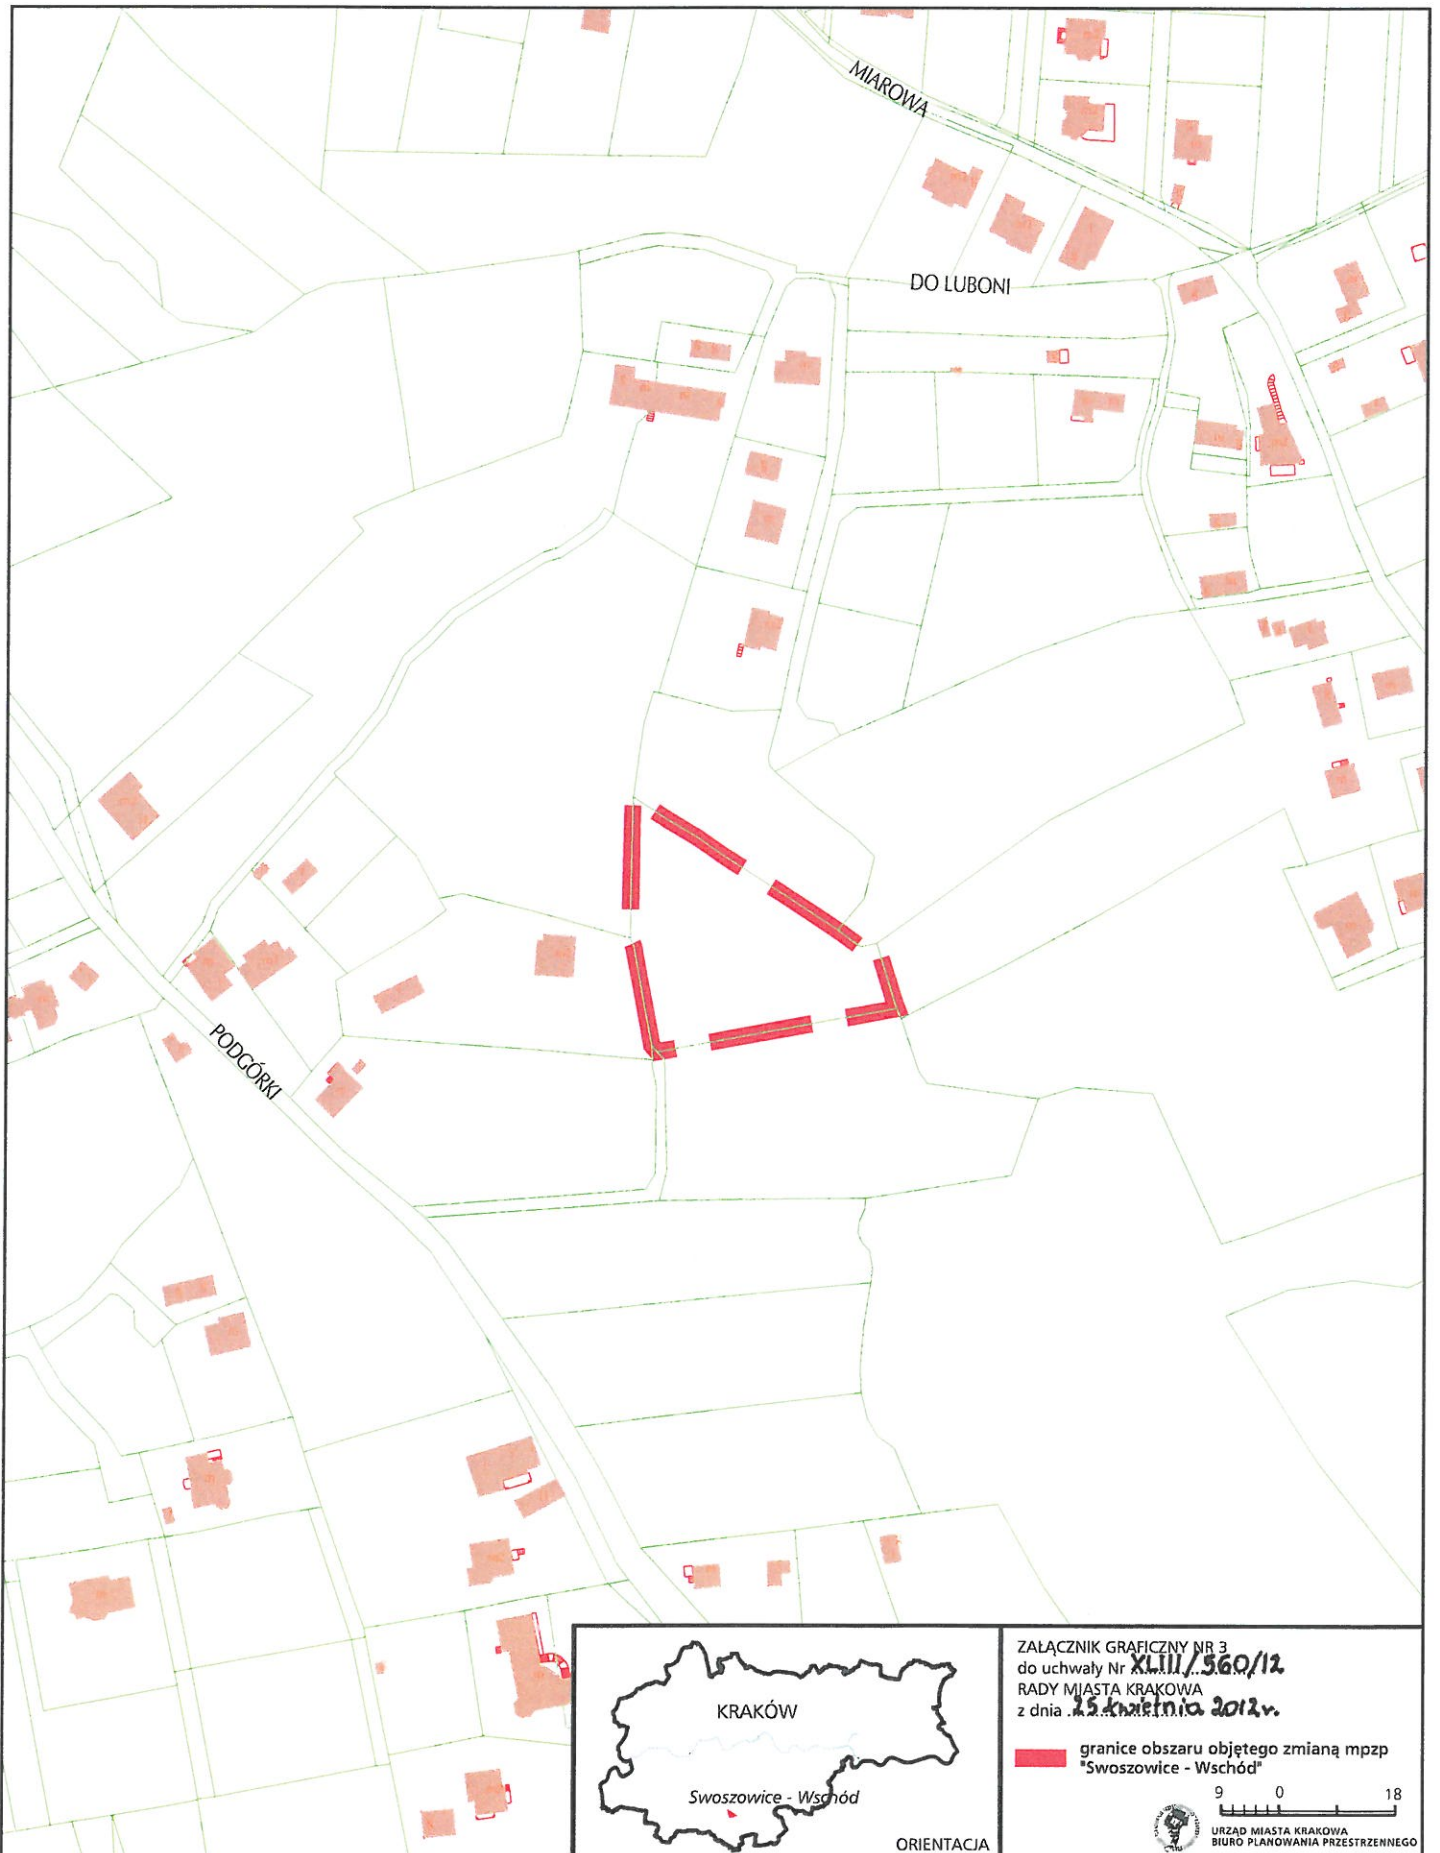 MIAROWA
DO LUBONI
PODGÓRKI
KRAKÓW
Swoszowice - Wschód
ORIENTACJA
ZAŁĄCZNIK GRAFICZNY NR 3
do uchwały Nr XLIII/560/12
RADY MIASTA KRAKOWA
z dnia 25 kwietnia 2012r.
granice obszaru objętego zmianą mpzp
"Swoszowice - Wschód"
9 0 18
URZĄD MIASTA KRAKOWA
BIURO PLANOWANIA PRZESTRZENNEGO